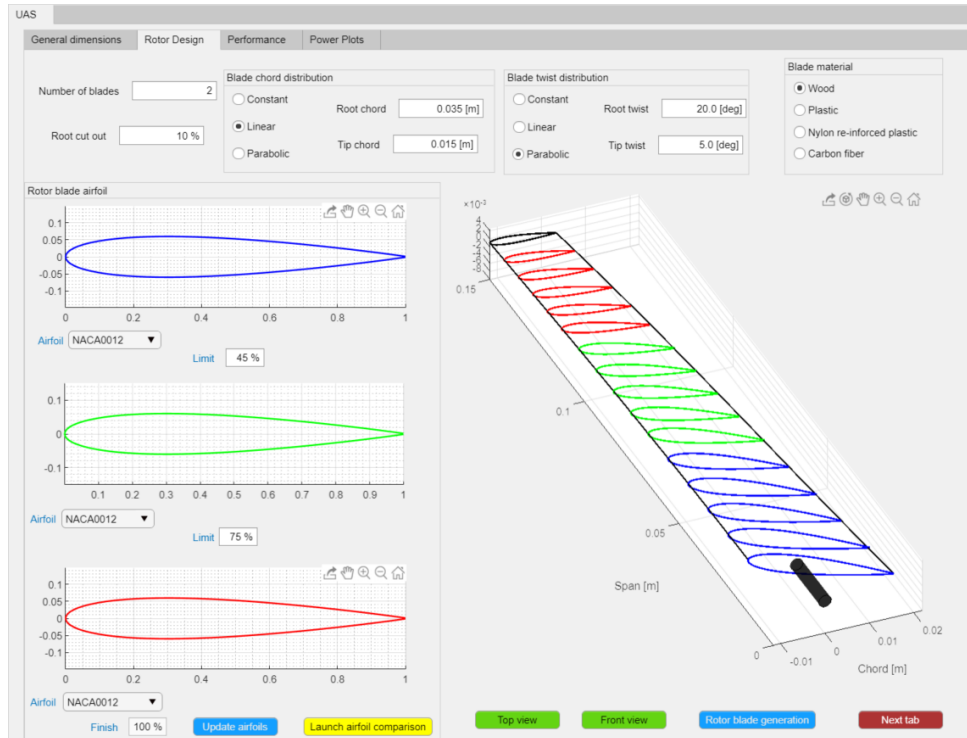 UAS
General dimensions Rotor Design Performance Power Plots
Number of blades 2
Root cut out 10 %
Blade chord distribution
Constant
Linear
Parabolic
Root chord 0.035 [m]
Tip chord 0.015 [m]
Blade twist distribution
Constant
Linear
Parabolic
Root twist 20.0 [deg]
Tip twist 5.0 [deg]
Blade material
Wood
Plastic
Nylon re-inforced plastic
Carbon fiber
Rotor blade airfoil
0.1
0.05
0
-0.05
-0.1
0 0.2 0.4 0.6 0.8 1
Airfoil NACA0012
Limit 45 %
0.1
0
-0.1
0.1 0.2 0.3 0.4 0.5 0.6 0.7 0.8 0.9 1
Airfoil NACA0012
Limit 75 %
0.1
0.05
0
-0.05
-0.1
0 0.2 0.4 0.6 0.8 1
Airfoil NACA0012
Finish 100 % Update airfoils Launch airfoil comparison
×10⁻³
4
2
0
-2
-4
-6
-8
0.15
0.1
0.05
0
Span [m]
-0.01
0
0.01
0.02
Chord [m]
Top view Front view Rotor blade generation Next tab